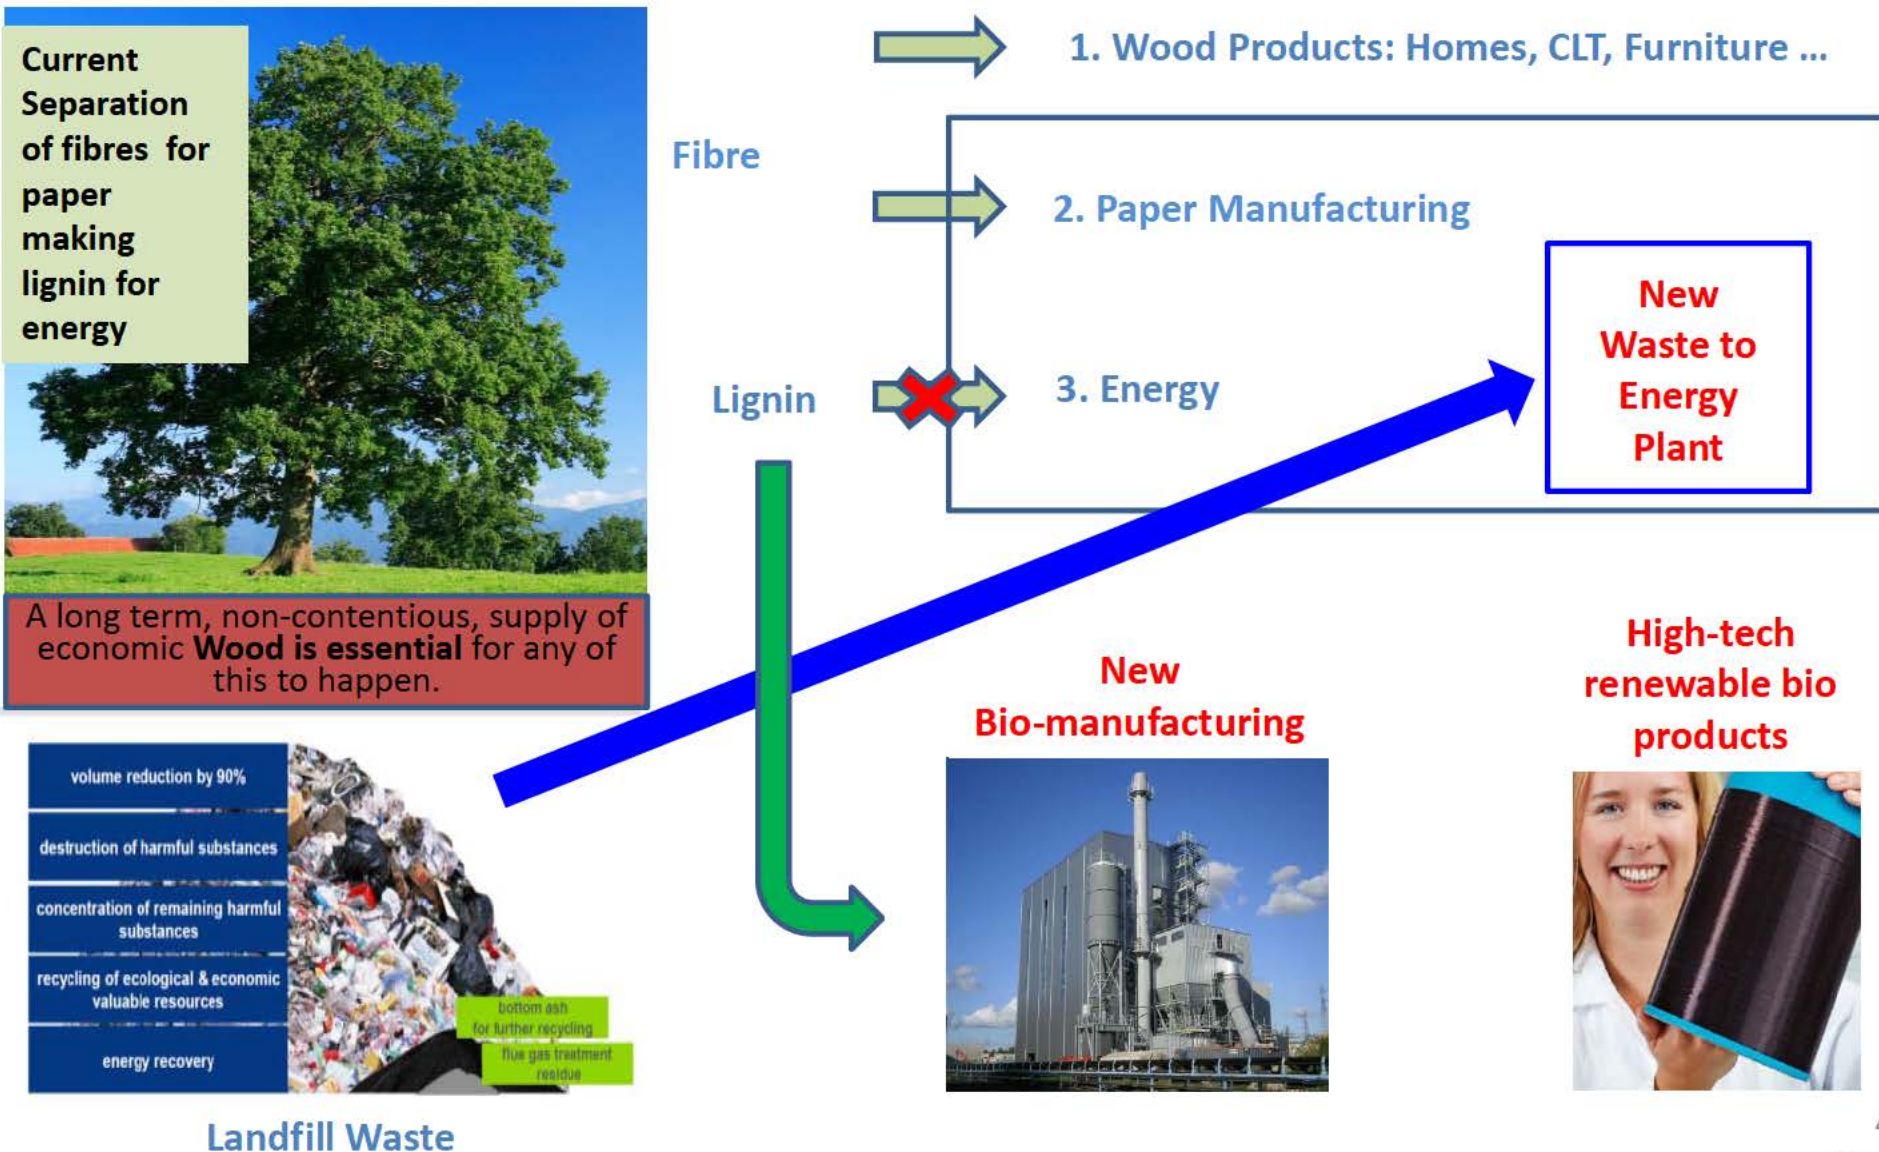 Current
Separation
of fibres for
paper
making
lignin for
energy
1. Wood Products: Homes, CLT, Furniture ...
Fibre
2. Paper Manufacturing
New
Waste to
Energy
Plant
Lignin
3. Energy
A long term, non-contentious, supply of
economic Wood is essential for any of
this to happen.
New
Bio-manufacturing
High-tech
renewable bio
products
volume reduction by 90%
destruction of harmful substances
concentration of remaining harmful
substances
recycling of ecological & economic
valuable resources
energy recovery
bottom ash
for further recycling
flue gas treatment
residue
Landfill Waste